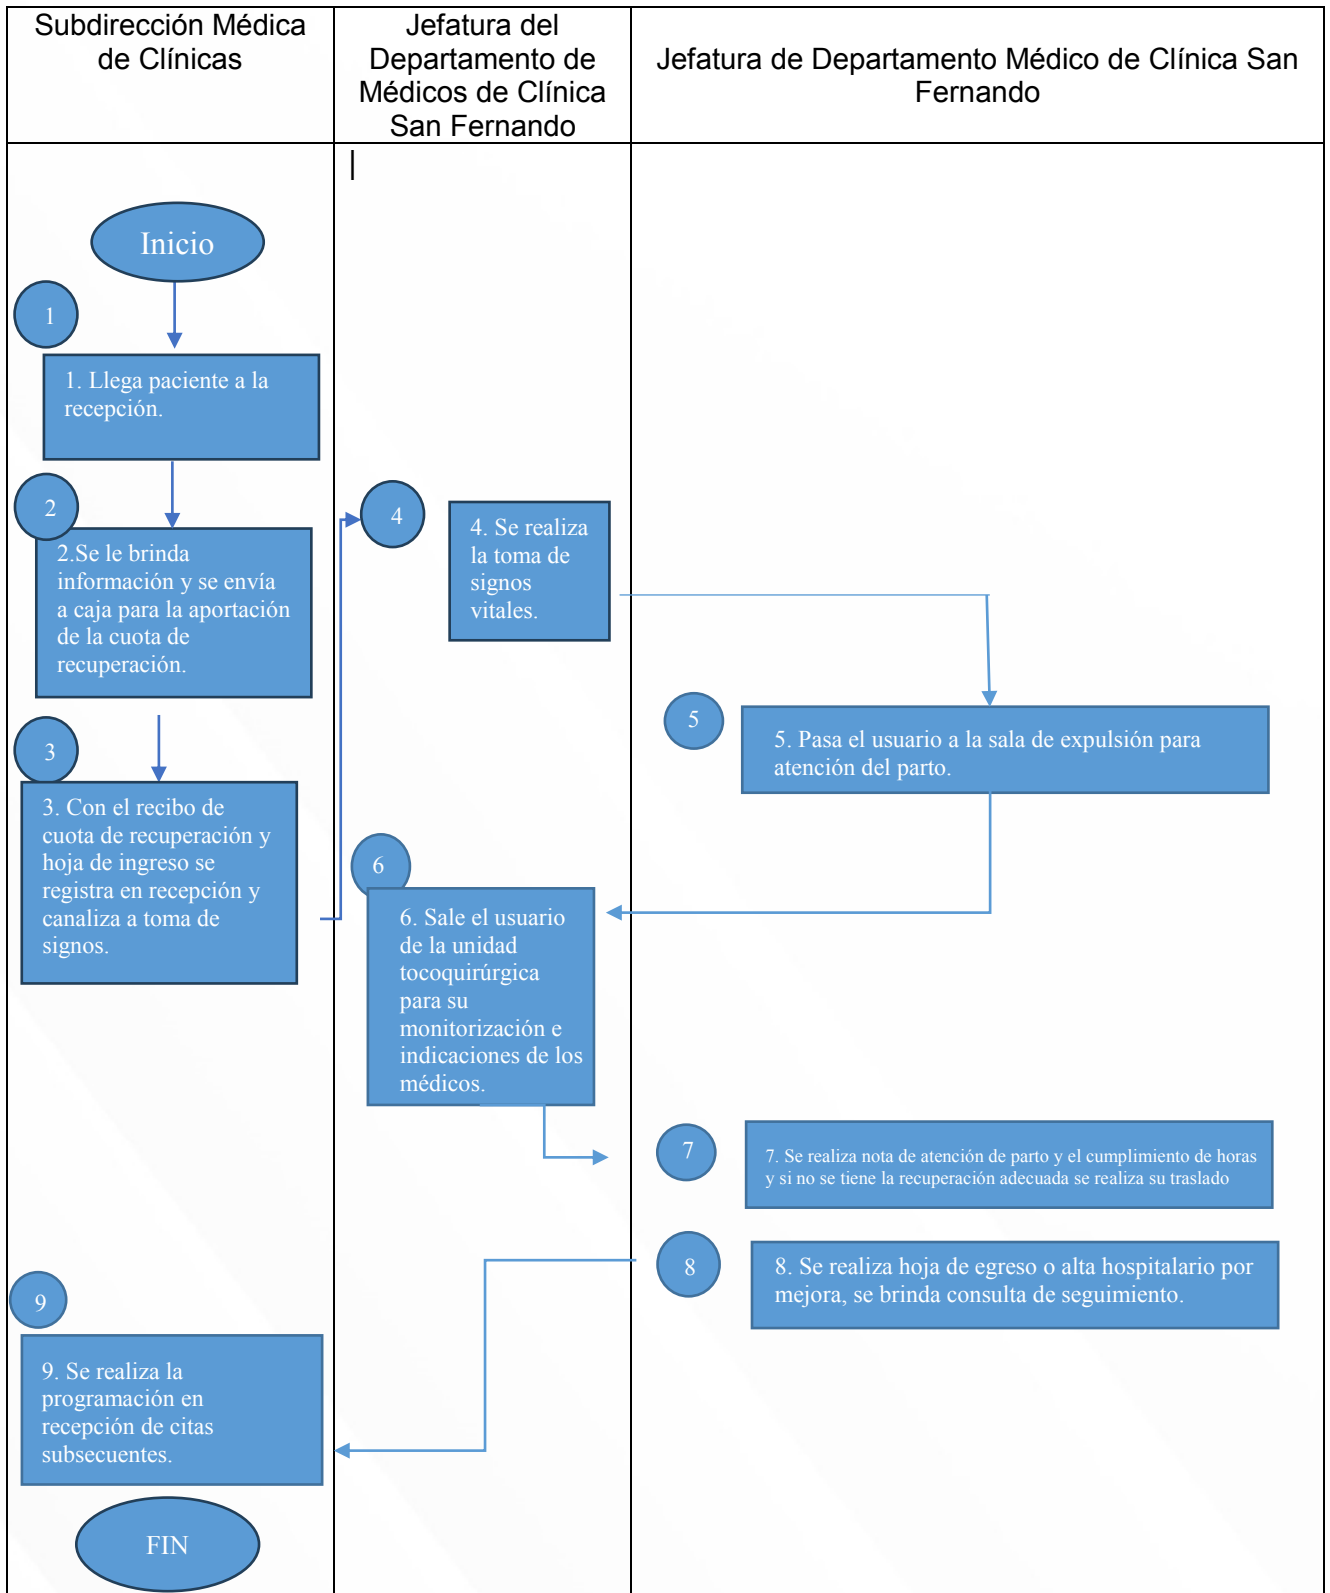 Subdirección Médica
de Clínicas
Jefatura del
Departamento de
Médicos de Clínica
San Fernando
Jefatura de Departamento Médico de Clínica San
Fernando
|
Inicio
1
1. Llega paciente a la
recepción.
2
2.Se le brinda
información y se envía
a caja para la aportación
de la cuota de
recuperación.
3
3. Con el recibo de
cuota de recuperación y
hoja de ingreso se
registra en recepción y
canaliza a toma de
signos.
4
4. Se realiza
la toma de
signos
vitales.
5
5. Pasa el usuario a la sala de expulsión para
atención del parto.
6
6. Sale el usuario
de la unidad
tocoquirúrgica
para su
monitorización e
indicaciones de los
médicos.
7
7. Se realiza nota de atención de parto y el cumplimiento de horas
y si no se tiene la recuperación adecuada se realiza su traslado
8
8. Se realiza hoja de egreso o alta hospitalario por
mejora, se brinda consulta de seguimiento.
9
9. Se realiza la
programación en
recepción de citas
subsecuentes.
FIN